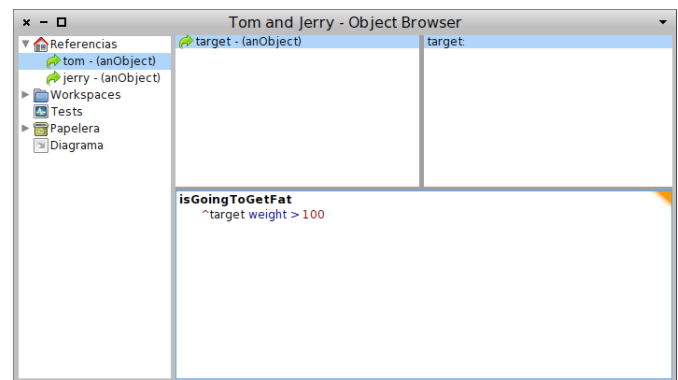 Tom and Jerry - Object Browser
Referencias
tom - (anObject)
jerry - (anObject)
Workspaces
Tests
Papelera
Diagrama
target - (anObject)
target:
isGoingToGetFat
^target weight > 100